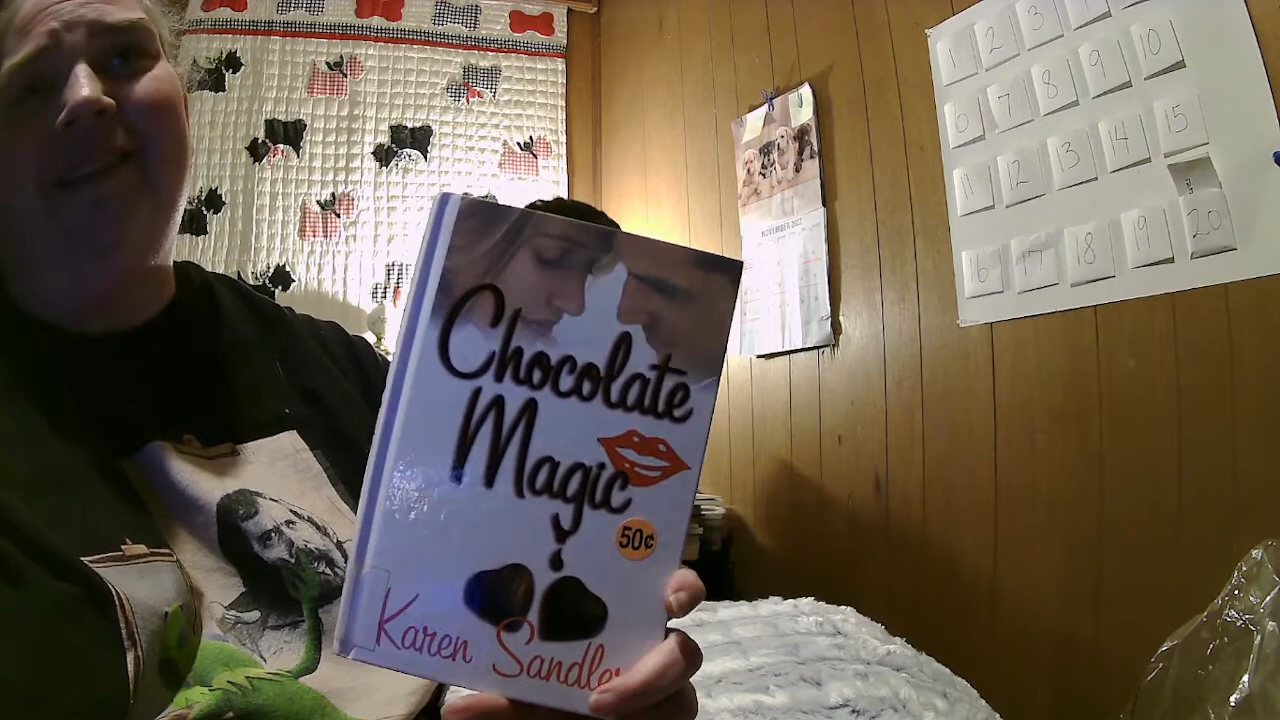 Chocolate
Magic
50¢
Karen Sandler
NOVEMBER 2022
1 2 3
6 7 8 9 10
11 12 13 14 15
16 17 18 19 20